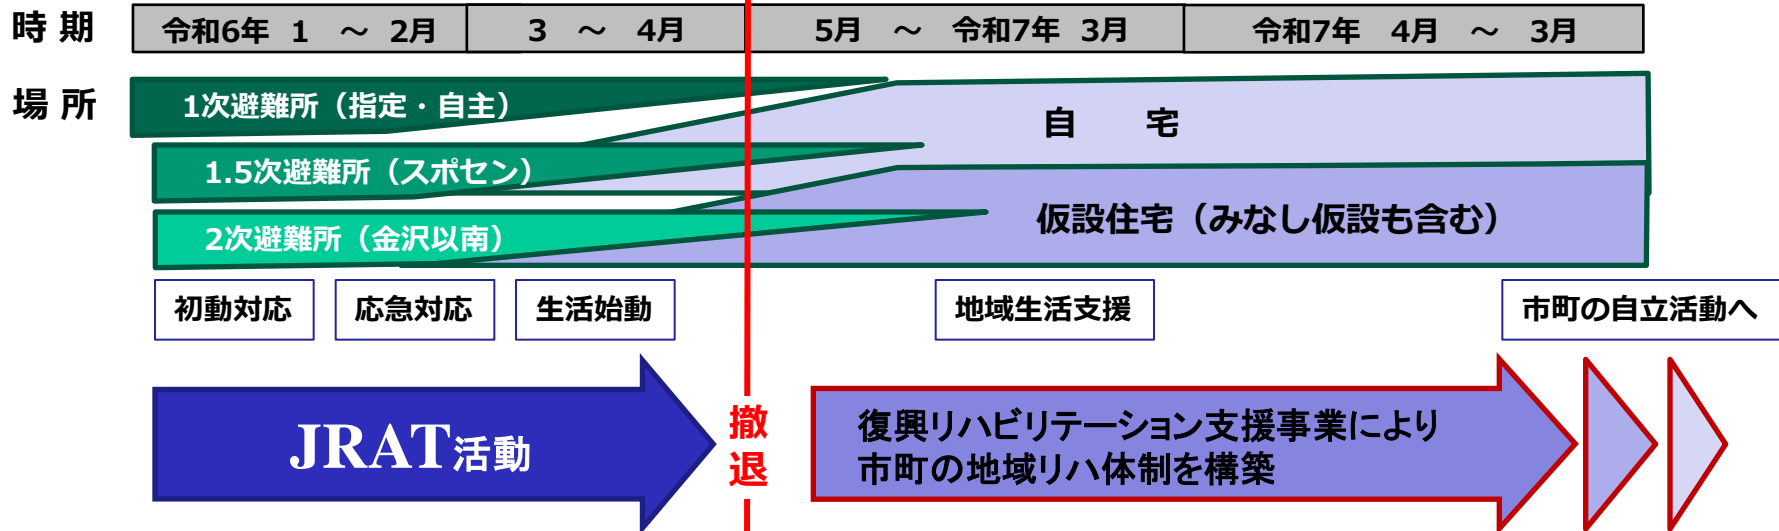 時 期
令和6年 1 ～ 2月
3 ～ 4月
5月 ～ 令和7年 3月
令和7年 4月 ～ 3月
場 所
1次避難所（指定・自主）
自 宅
1.5次避難所（スポセン）
仮設住宅（みなし仮設も含む）
2次避難所（金沢以南）
初動対応
応急対応
生活始動
地域生活支援
市町の自立活動へ
JRAT活動
撤退
復興リハビリテーション支援事業により
市町の地域リハ体制を構築